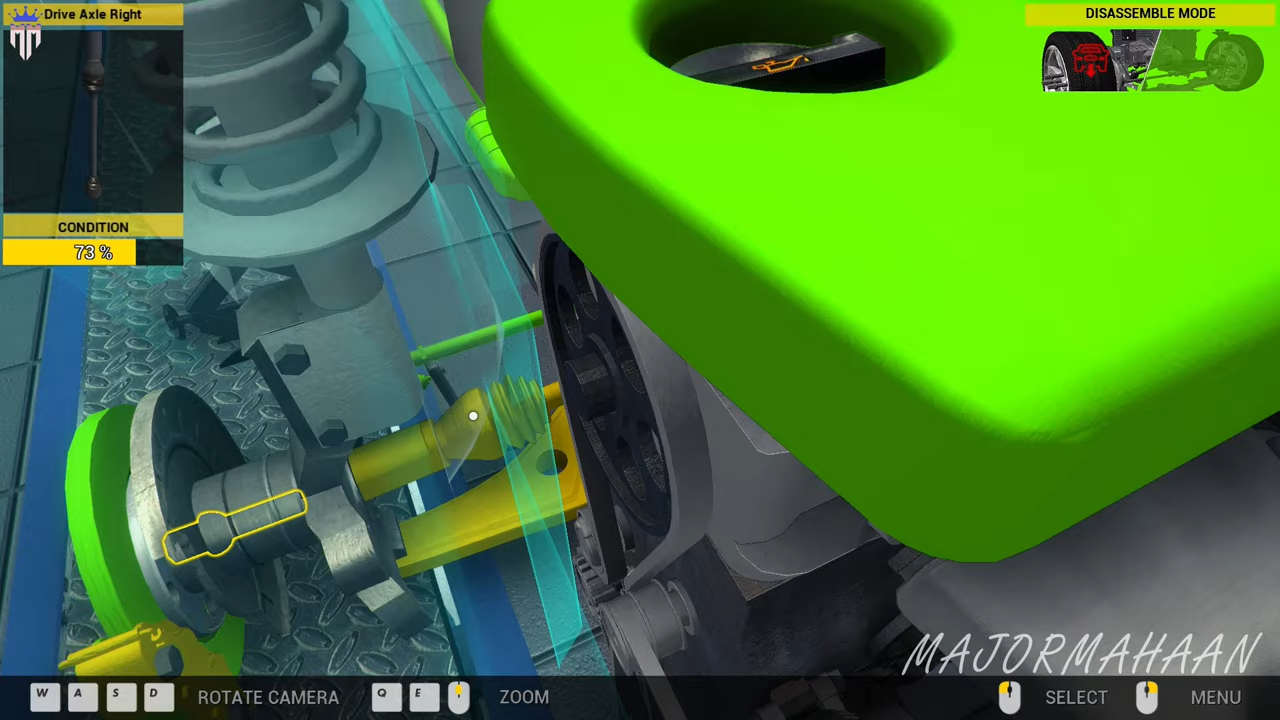 Drive Axle Right
DISASSEMBLE MODE
CONDITION
73 %
MAJORMAHAAN
W A S D ROTATE CAMERA Q E ZOOM SELECT MENU